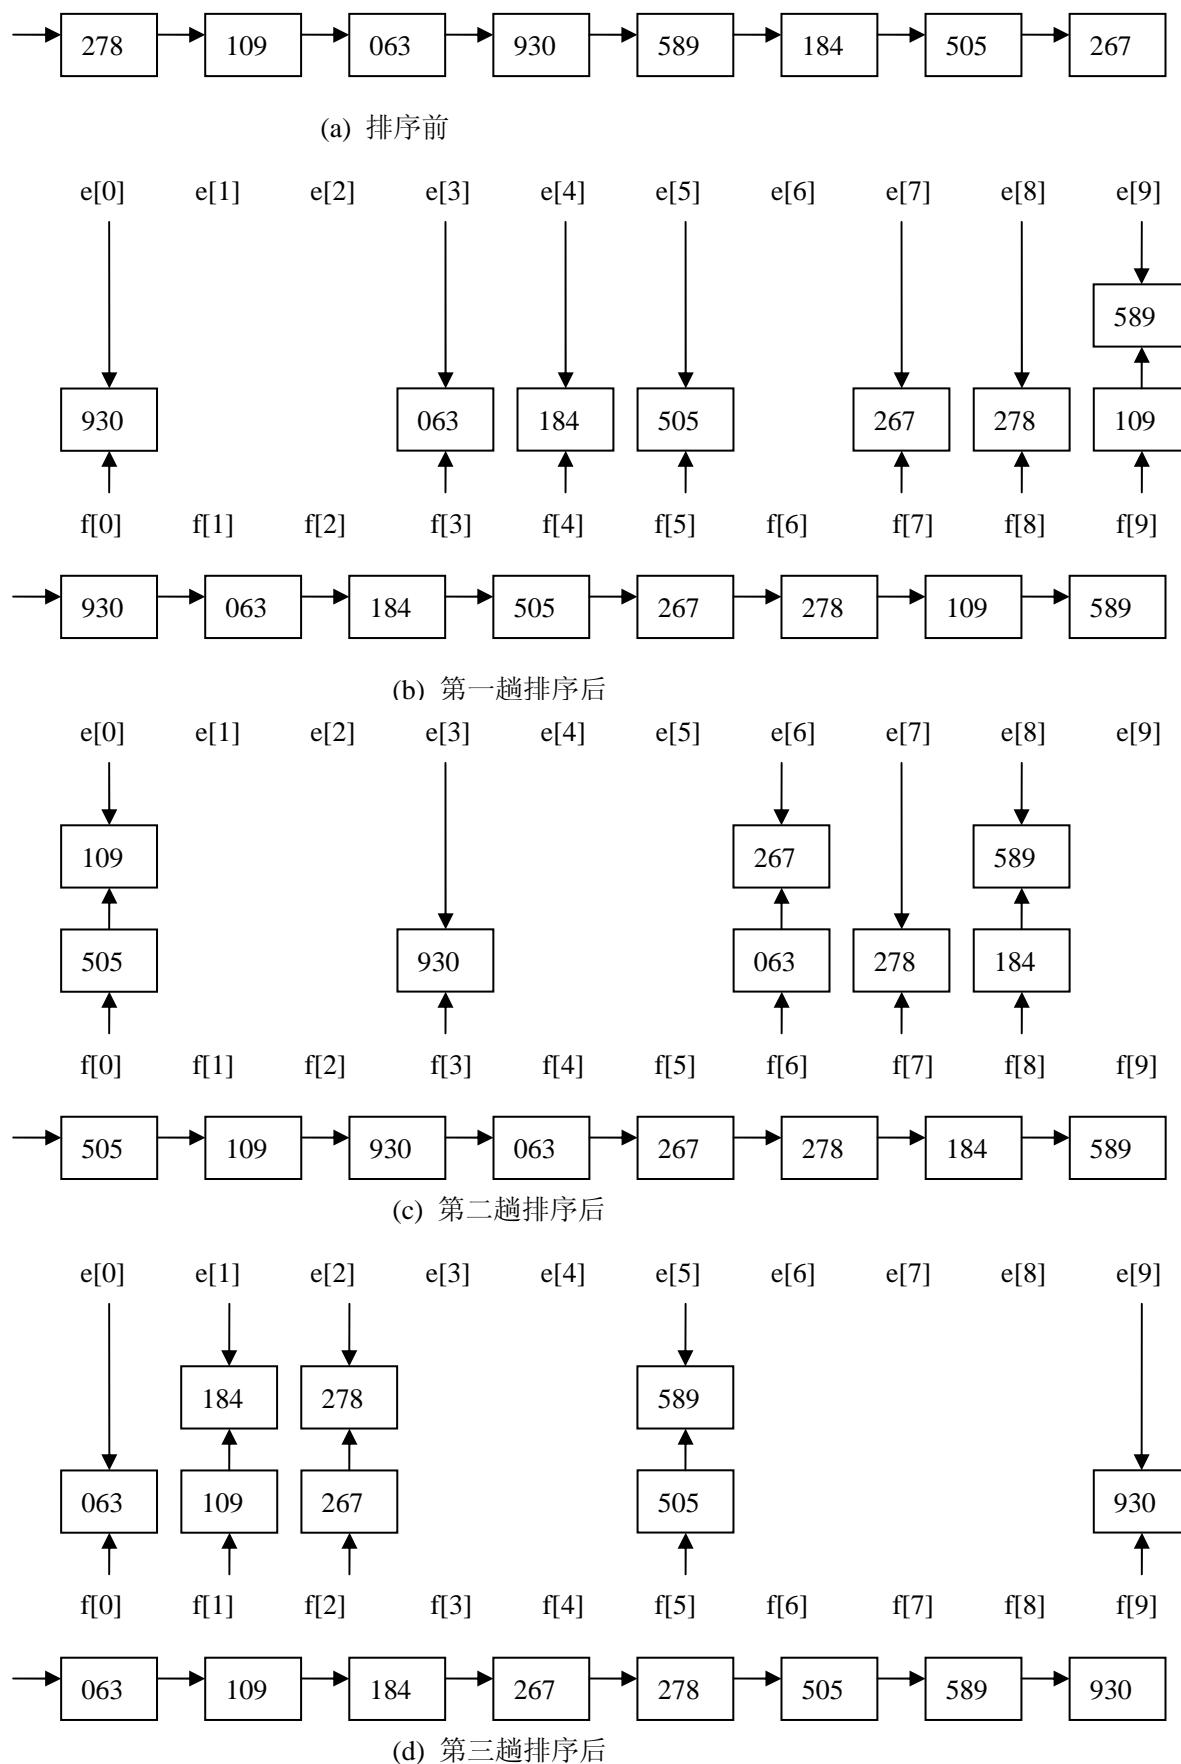 278 109 063 930 589 184 505 267
(a) 排序前
e[0] e[1] e[2] e[3] e[4] e[5] e[6] e[7] e[8] e[9]
589
930 063 184 505 267 278 109
f[0] f[1] f[2] f[3] f[4] f[5] f[6] f[7] f[8] f[9]
930 063 184 505 267 278 109 589
(b) 第一趟排序后
e[0] e[1] e[2] e[3] e[4] e[5] e[6] e[7] e[8] e[9]
109 267 589
505 930 063 278 184
f[0] f[1] f[2] f[3] f[4] f[5] f[6] f[7] f[8] f[9]
505 109 930 063 267 278 184 589
(c) 第二趟排序后
e[0] e[1] e[2] e[3] e[4] e[5] e[6] e[7] e[8] e[9]
184 278 589
063 109 267 505 930
f[0] f[1] f[2] f[3] f[4] f[5] f[6] f[7] f[8] f[9]
063 109 184 267 278 505 589 930
(d) 第三趟排序后